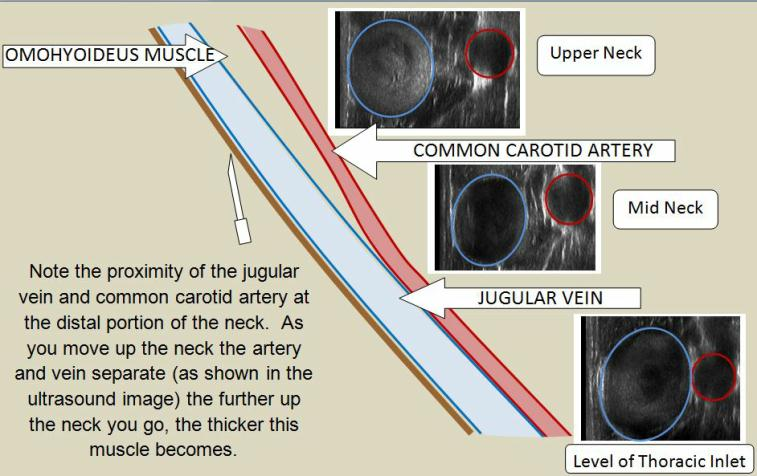 OMOHYOIDEUS MUSCLE
Upper Neck
COMMON CAROTID ARTERY
Mid Neck
JUGULAR VEIN
Note the proximity of the jugular
vein and common carotid artery at
the distal portion of the neck.  As
you move up the neck the artery
and vein separate (as shown in the
ultrasound image) the further up
the neck you go, the thicker this
muscle becomes.
Level of Thoracic Inlet